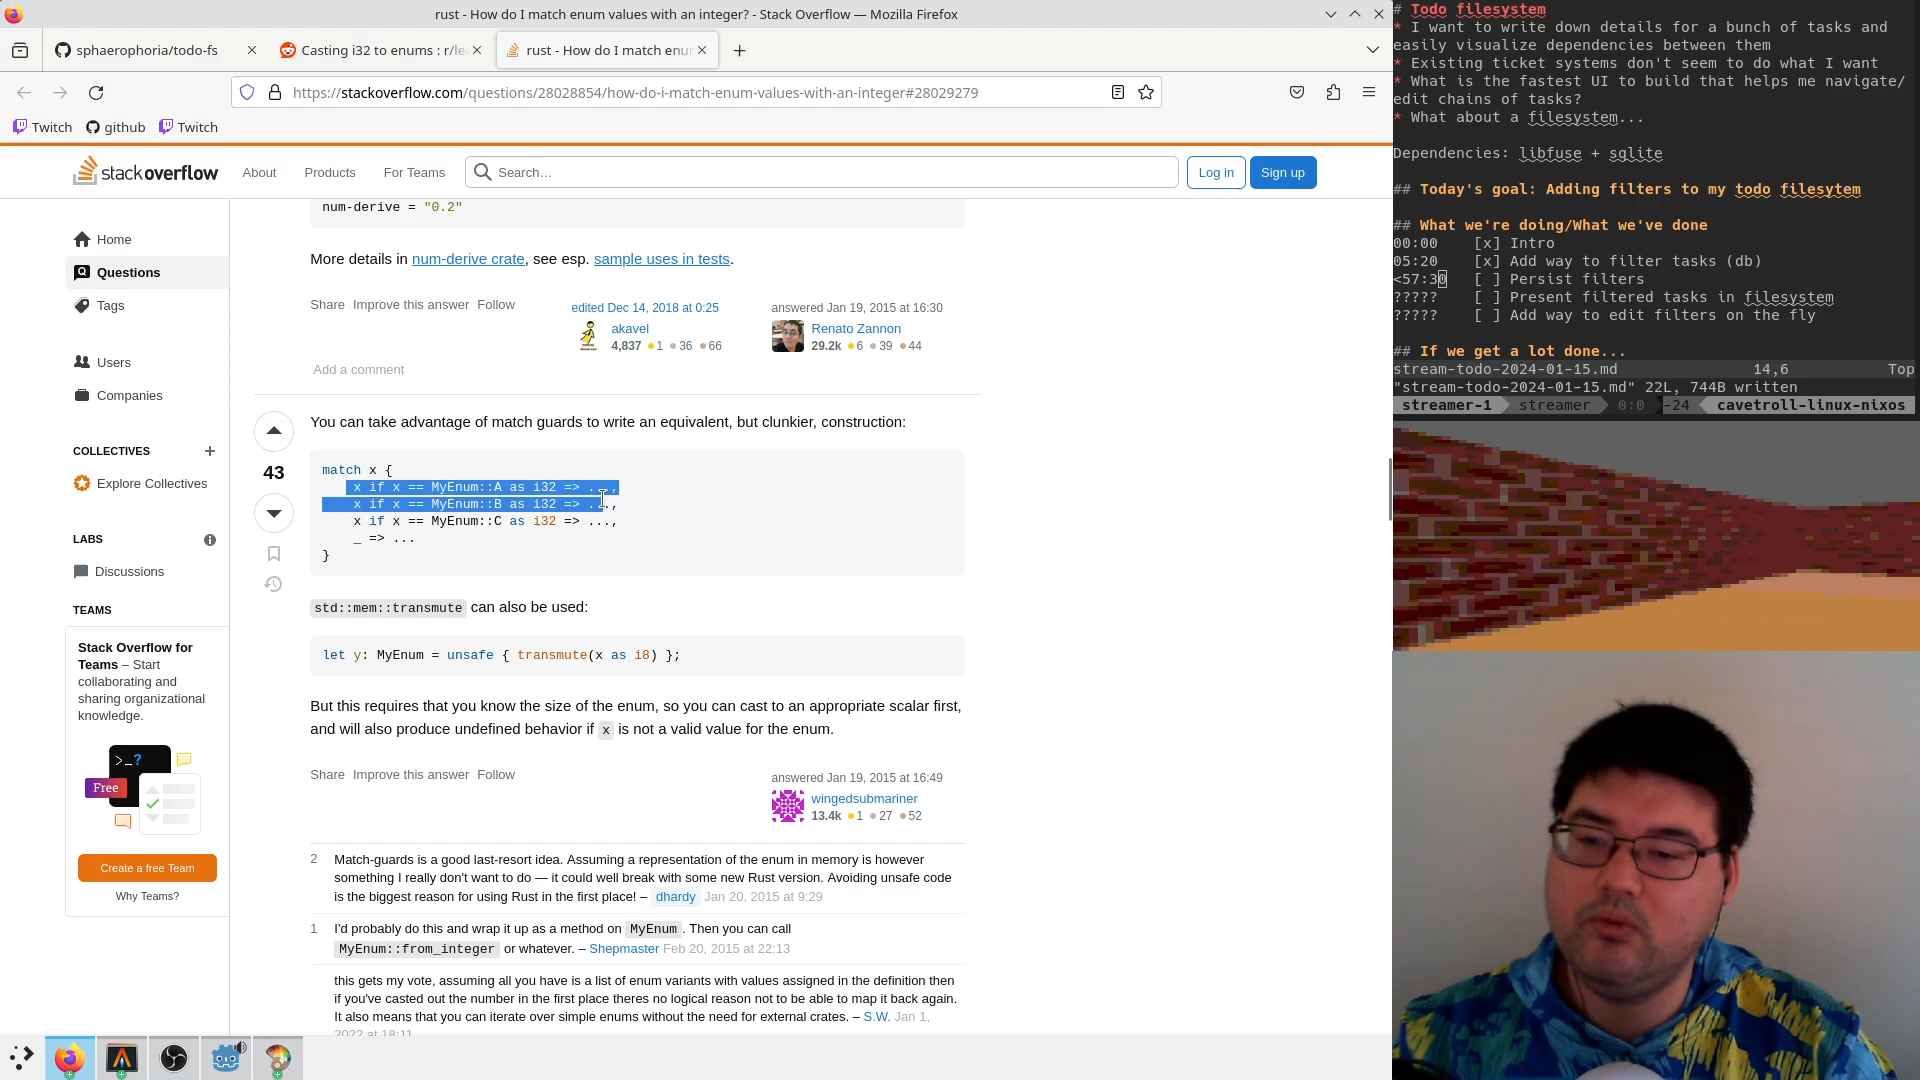 rust - How do I match enum values with an integer? - Stack Overflow — Mozilla Firefox
sphaerophoria/todo-fs
Casting i32 to enums : r/le
rust - How do I match enu
https://stackoverflow.com/questions/28028854/how-do-i-match-enum-values-with-an-integer#28029279
Twitch
github
Twitch
stackoverflow
About
Products
For Teams
Search…
Log in
Sign up
Home
Questions
Tags
Users
Companies
COLLECTIVES
Explore Collectives
LABS
Discussions
TEAMS
Stack Overflow for
Teams – Start
collaborating and
sharing organizational
knowledge.
>_?
Free
Create a free Team
Why Teams?
num-derive = "0.2"
More details in num-derive crate, see esp. sample uses in tests.
Share Improve this answer Follow
edited Dec 14, 2018 at 0:25
akavel
4,837 1 36 66
answered Jan 19, 2015 at 16:30
Renato Zannon
29.2k 6 39 44
Add a comment
43
You can take advantage of match guards to write an equivalent, but clunkier, construction:
match x {
x if x == MyEnum::A as i32 => ...,
x if x == MyEnum::B as i32 => ...,
x if x == MyEnum::C as i32 => ...,
_ => ...
}
std::mem::transmute can also be used:
let y: MyEnum = unsafe { transmute(x as i8) };
But this requires that you know the size of the enum, so you can cast to an appropriate scalar first,
and will also produce undefined behavior if x is not a valid value for the enum.
Share Improve this answer Follow
answered Jan 19, 2015 at 16:49
wingedsubmariner
13.4k 1 27 52
2 Match-guards is a good last-resort idea. Assuming a representation of the enum in memory is however
something I really don't want to do — it could well break with some new Rust version. Avoiding unsafe code
is the biggest reason for using Rust in the first place! – dhardy Jan 20, 2015 at 9:29
1 I'd probably do this and wrap it up as a method on MyEnum. Then you can call
MyEnum::from_integer or whatever. – Shepmaster Feb 20, 2015 at 22:13
this gets my vote, assuming all you have is a list of enum variants with values assigned in the definition then
if you've casted out the number in the first place theres no logical reason not to be able to map it back again.
It also means that you can iterate over simple enums without the need for external crates. – S.W. Jan 1,
2022 at 18:11
# Todo filesystem
* I want to write down details for a bunch of tasks and
easily visualize dependencies between them
* Existing ticket systems don't seem to do what I want
* What is the fastest UI to build that helps me navigate/
edit chains of tasks?
* What about a filesystem...
Dependencies: libfuse + sqlite
## Today's goal: Adding filters to my todo filesytem
## What we're doing/What we've done
00:00 [x] Intro
05:20 [x] Add way to filter tasks (db)
<57:30 [ ] Persist filters
????? [ ] Present filtered tasks in filesystem
????? [ ] Add way to edit filters on the fly
## If we get a lot done...
stream-todo-2024-01-15.md 14,6 Top
"stream-todo-2024-01-15.md" 22L, 744B written
streamer-1 streamer 0:0 -24 cavetroll-linux-nixos